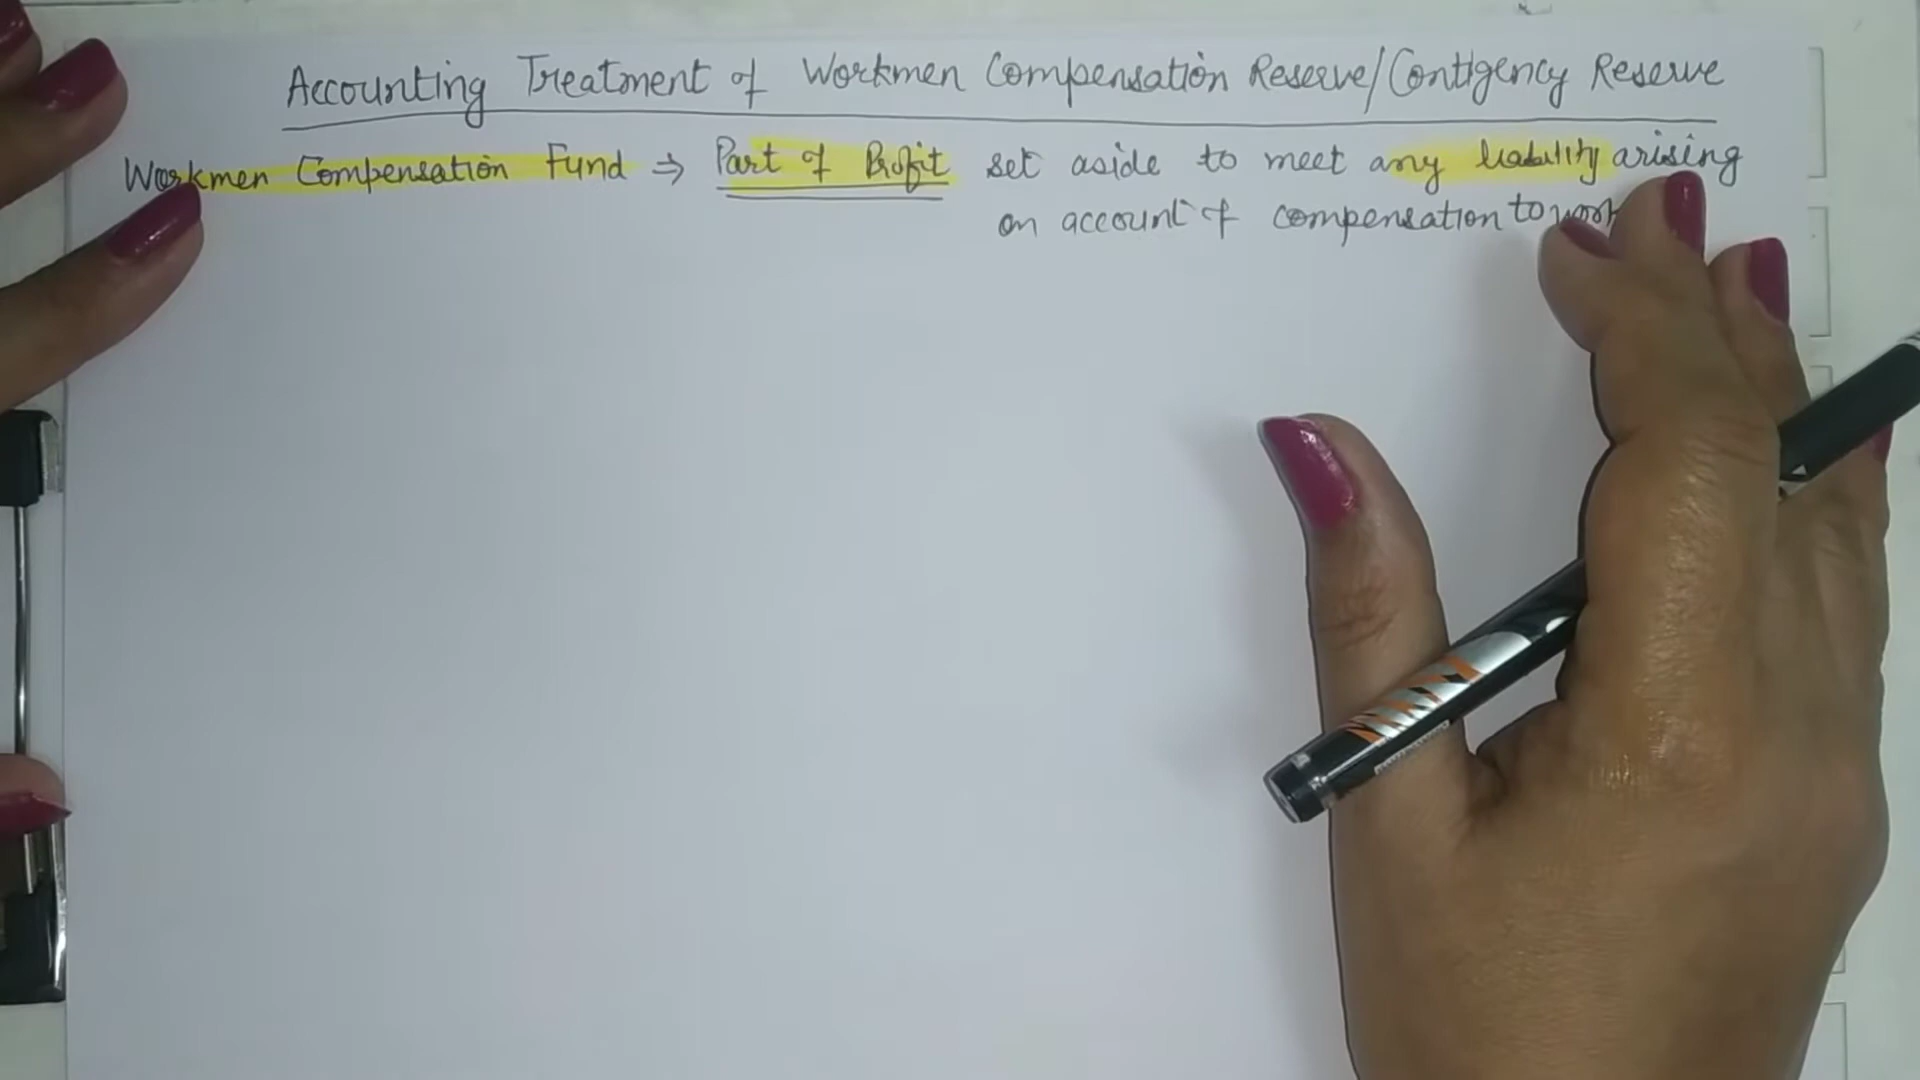 Accounting Treatment of Workmen Compensation Reserve/Contigency Reserve
Workmen Compensation Fund ⇒ Part of Profit set aside to meet any liability arising
on account of compensation to